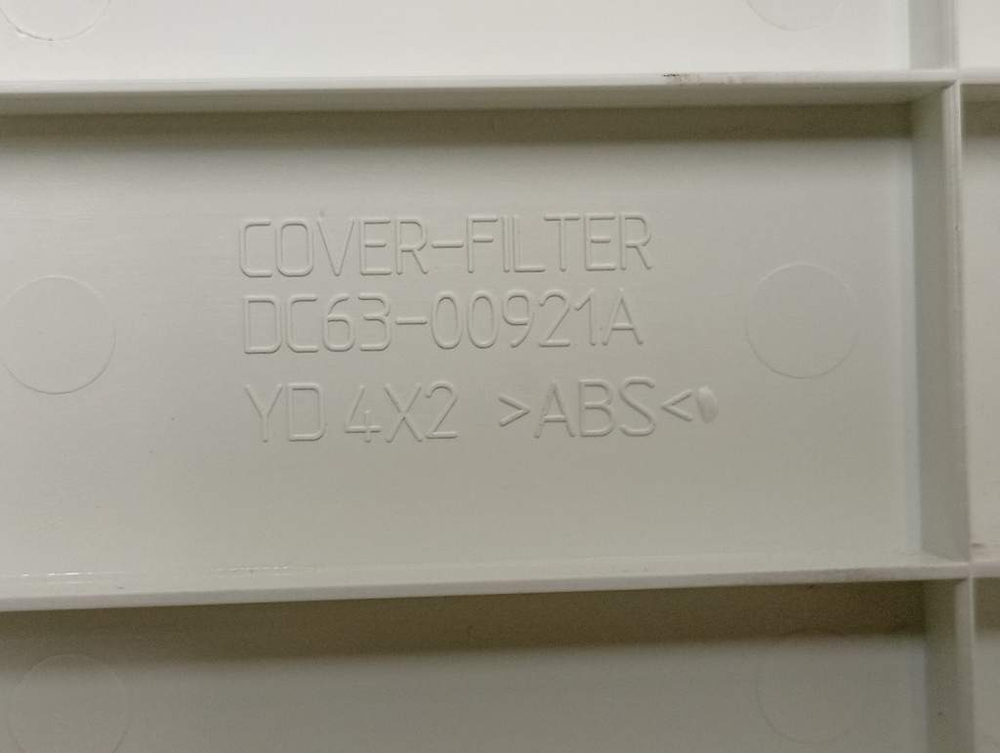 COVER-FILTER
DC63-00921A
YD 4X2 >ABS<